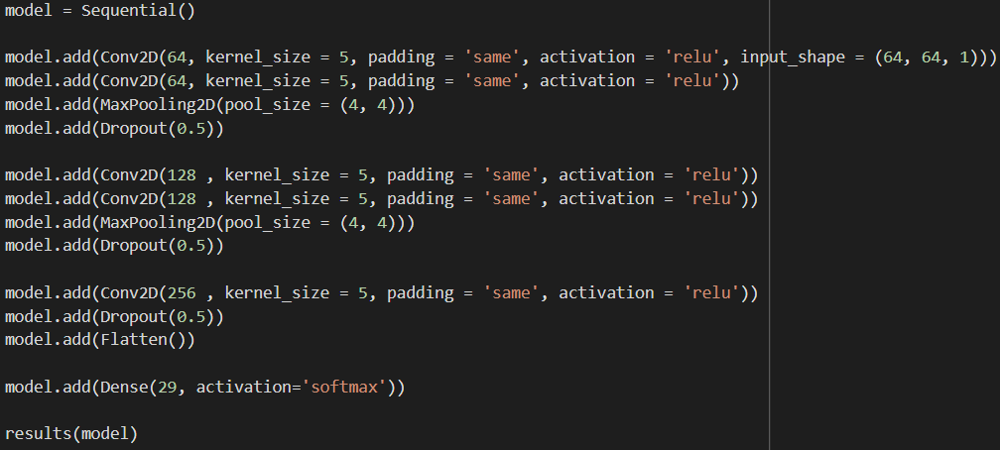 model = Sequential()
model.add(Conv2D(64, kernel_size = 5, padding = 'same', activation = 'relu', input_shape = (64, 64, 1)))
model.add(Conv2D(64, kernel_size = 5, padding = 'same', activation = 'relu'))
model.add(MaxPooling2D(pool_size = (4, 4)))
model.add(Dropout(0.5))
model.add(Conv2D(128 , kernel_size = 5, padding = 'same', activation = 'relu'))
model.add(Conv2D(128 , kernel_size = 5, padding = 'same', activation = 'relu'))
model.add(MaxPooling2D(pool_size = (4, 4)))
model.add(Dropout(0.5))
model.add(Conv2D(256 , kernel_size = 5, padding = 'same', activation = 'relu'))
model.add(Dropout(0.5))
model.add(Flatten())
model.add(Dense(29, activation='softmax'))
results(model)